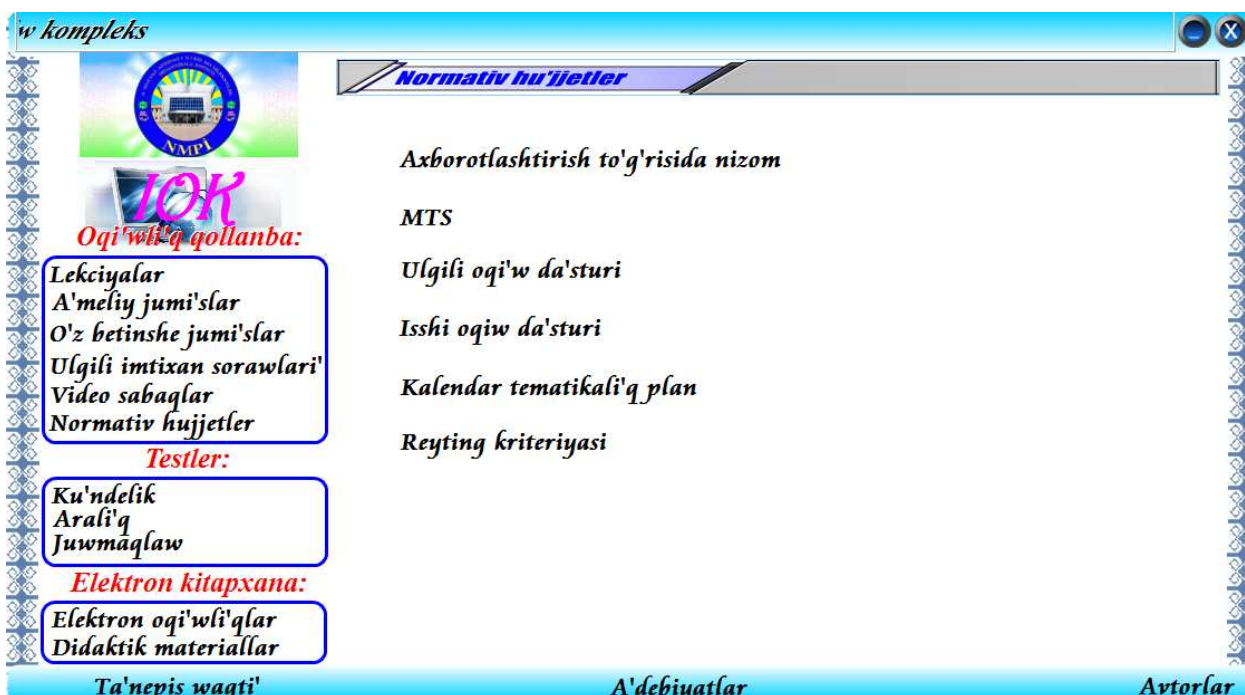 'w kompleks
NMPI
IOK
Oqi'wli'q qollanba:
Lekciyalar
A'meliy jumi'slar
O'z betinshe jumi'slar
Ulgili imtixan sorawlari'
Video sabaqlar
Normativ hujjetler
Testler:
Ku'ndelik
Arali'q
Juwmaqlaw
Elektron kitapxana:
Elektron oqi'wli'qlar
Didaktik materiallar
Normativ hu'jjetler
Axborotlashtirish to'g'risida nizom
MTS
Ulgili oqi'w da'sturi
Isshi oqiw da'sturi
Kalendar tematikali'q plan
Reyting kriteriyasi
Ta'nepis waqti'
A'debiyatlar
Avtorlar